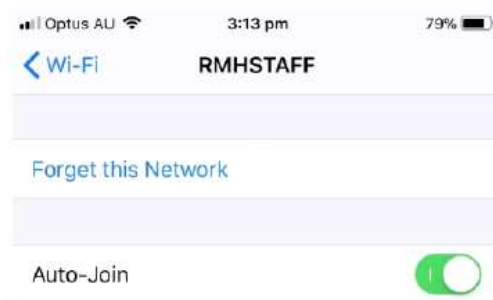 Optus AU 3:13 pm 79%
Wi-Fi RMHSTAFF
Forget this Network
Auto-Join